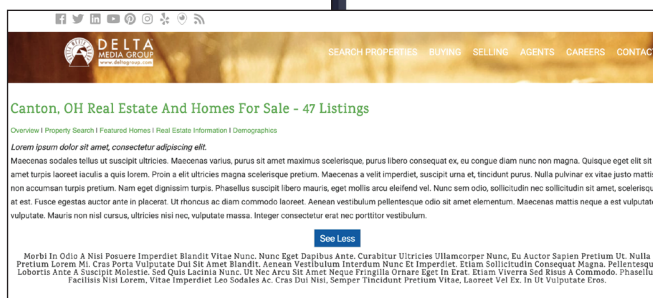 DELTA
MEDIA GROUP
www.deltagroup.com
SEARCH PROPERTIES BUYING SELLING AGENTS CAREERS CONTACT
Canton, OH Real Estate And Homes For Sale - 47 Listings
Overview | Property Search | Featured Homes | Real Estate Information | Demographics
Lorem ipsum dolor sit amet, consectetur adipiscing elit.
Maecenas sodales tellus ut suscipit ultricies. Maecenas varius, purus sit amet maximus scelerisque, purus libero consequat ex, eu congue diam nunc non magna. Quisque eget elit sit
amet turpis laoreet iaculis a quis lorem. Proin a elit ultricies magna scelerisque pretium. Maecenas a velit imperdiet, suscipit urna et, tincidunt purus. Nulla pulvinar ex vitae justo mattis
non accumsan turpis pretium. Nam eget dignissim turpis. Phasellus suscipit libero mauris, eget mollis arcu eleifend vel. Nunc sem odio, sollicitudin nec sollicitudin sit amet, scelerisqu
at est. Fusce egestas auctor ante in placerat. Ut rhoncus ac diam commodo laoreet. Aenean vestibulum pellentesque odio sit amet elementum. Maecenas mattis neque a est vulputate
vulputate. Mauris non nisl cursus, ultricies nisi nec, vulputate massa. Integer consectetur erat nec porttitor vestibulum.
See Less
Morbi In Odio A Nisi Posuere Imperdiet Blandit Vitae Nunc. Nunc Eget Dapibus Ante. Curabitur Ultricies Ullamcorper Nunc, Eu Auctor Sapien Pretium Ut. Nulla
Pretium Lorem Mi. Cras Porta Vulputate Dui Sit Amet Blandit. Aenean Vestibulum Interdum Nunc Et Imperdiet. Etiam Sollicitudin Consequat Magna. Pellentesqu
Lobortis Ante A Suscipit Molestie. Sed Quis Lacinia Nunc. Ut Nec Arcu Sit Amet Neque Fringilla Ornare Eget In Erat. Etiam Viverra Sed Risus A Commodo. Phasellu
Facilisis Nisi Lorem, Vitae Imperdiet Leo Sodales Ac. Cras Dui Nisi, Semper Tincidunt Pretium Vitae, Laoreet Vel Ex. In Ut Vulputate Eros.